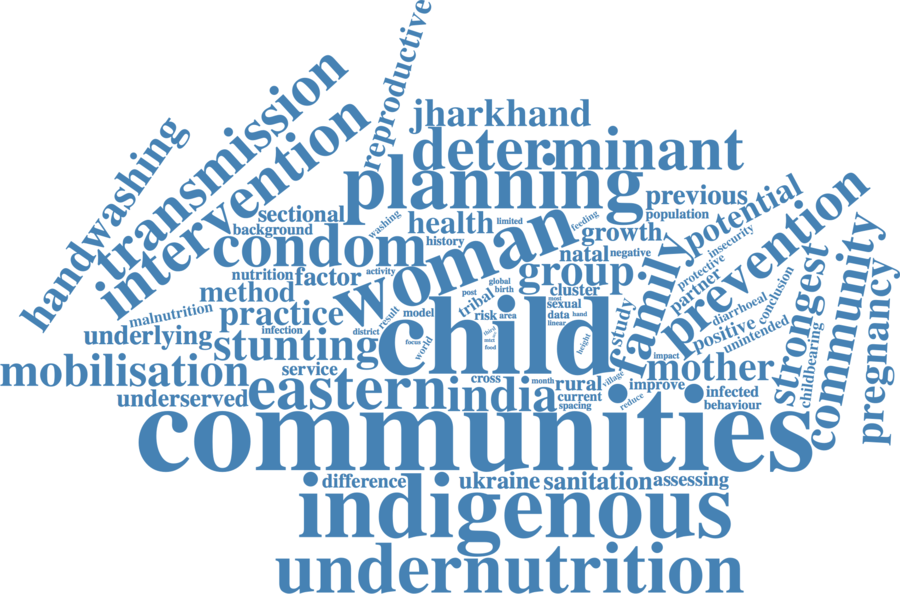 reproductive
jharkhand
transmission
determinant
intervention
handwashing
planning
previous
potential
prevention
sectional
background
washing
health
limited
feeding
population
growth
condom
history
woman
natal
negative
insecurity
nutrition
factor
activity
group
family
protective
partner
method
post
global
birth
cluster
tribal
most
sexual
malnutrition
practice
result
model
risk
area
data
hand
linear
study
diarrhoeal
conclusion
strongest
community
underlying
infection
district
child
third
positive
unintended
stunting
focus
world
food
height
childbearing
pregnancy
mobilisation
service
impact
mother
cross
month
village
eastern
india
rural
improve
infected
underserved
current
spacing
reduce
behaviour
communities
difference
ukraine
sanitation
assessing
indigenous
undernutrition